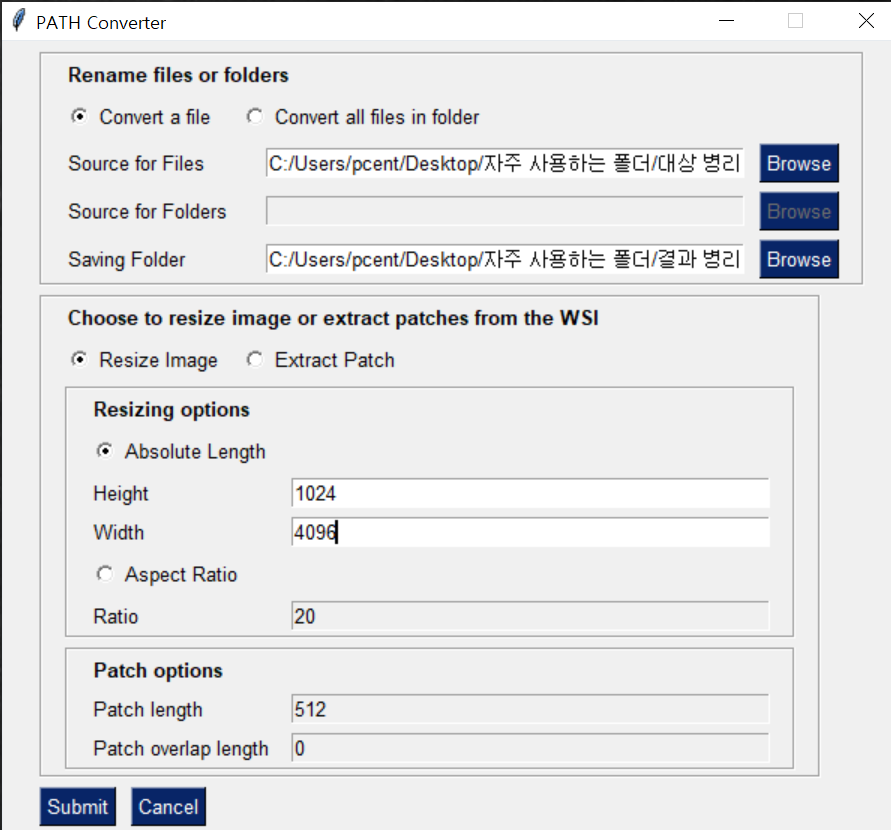 PATH Converter
Rename files or folders
Convert a file Convert all files in folder
Source for Files C:/Users/pcent/Desktop/자주 사용하는 폴더/대상 병리 Browse
Source for Folders Browse
Saving Folder C:/Users/pcent/Desktop/자주 사용하는 폴더/결과 병리 Browse
Choose to resize image or extract patches from the WSI
Resize Image Extract Patch
Resizing options
Absolute Length
Height 1024
Width 4096
Aspect Ratio
Ratio 20
Patch options
Patch length 512
Patch overlap length 0
Submit Cancel